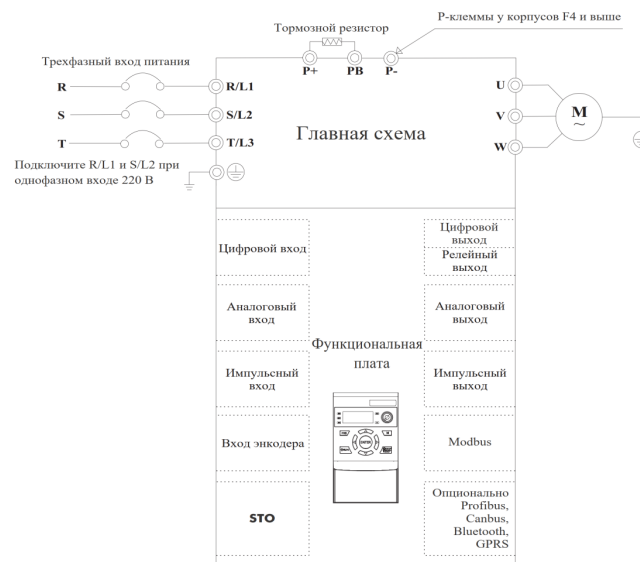 P-клеммы у корпусов F4 и выше
Тормозной резистор
Трехфазный вход питания
P+
PB
P-
R
R/L1
U
S
S/L2
V
M
~
T
T/L3
W
Главная схема
Подключите R/L1 и S/L2 при
однофазном входе 220 В
Цифровой вход
Цифровой
выход
Релейный
выход
Аналоговый
вход
Аналоговый
выход
Функциональная
плата
Импульсный
вход
Импульсный
выход
ENTER
Вход энкодера
Modbus
STO
Опционально
Profibus,
Canbus,
Bluetooth,
GPRS